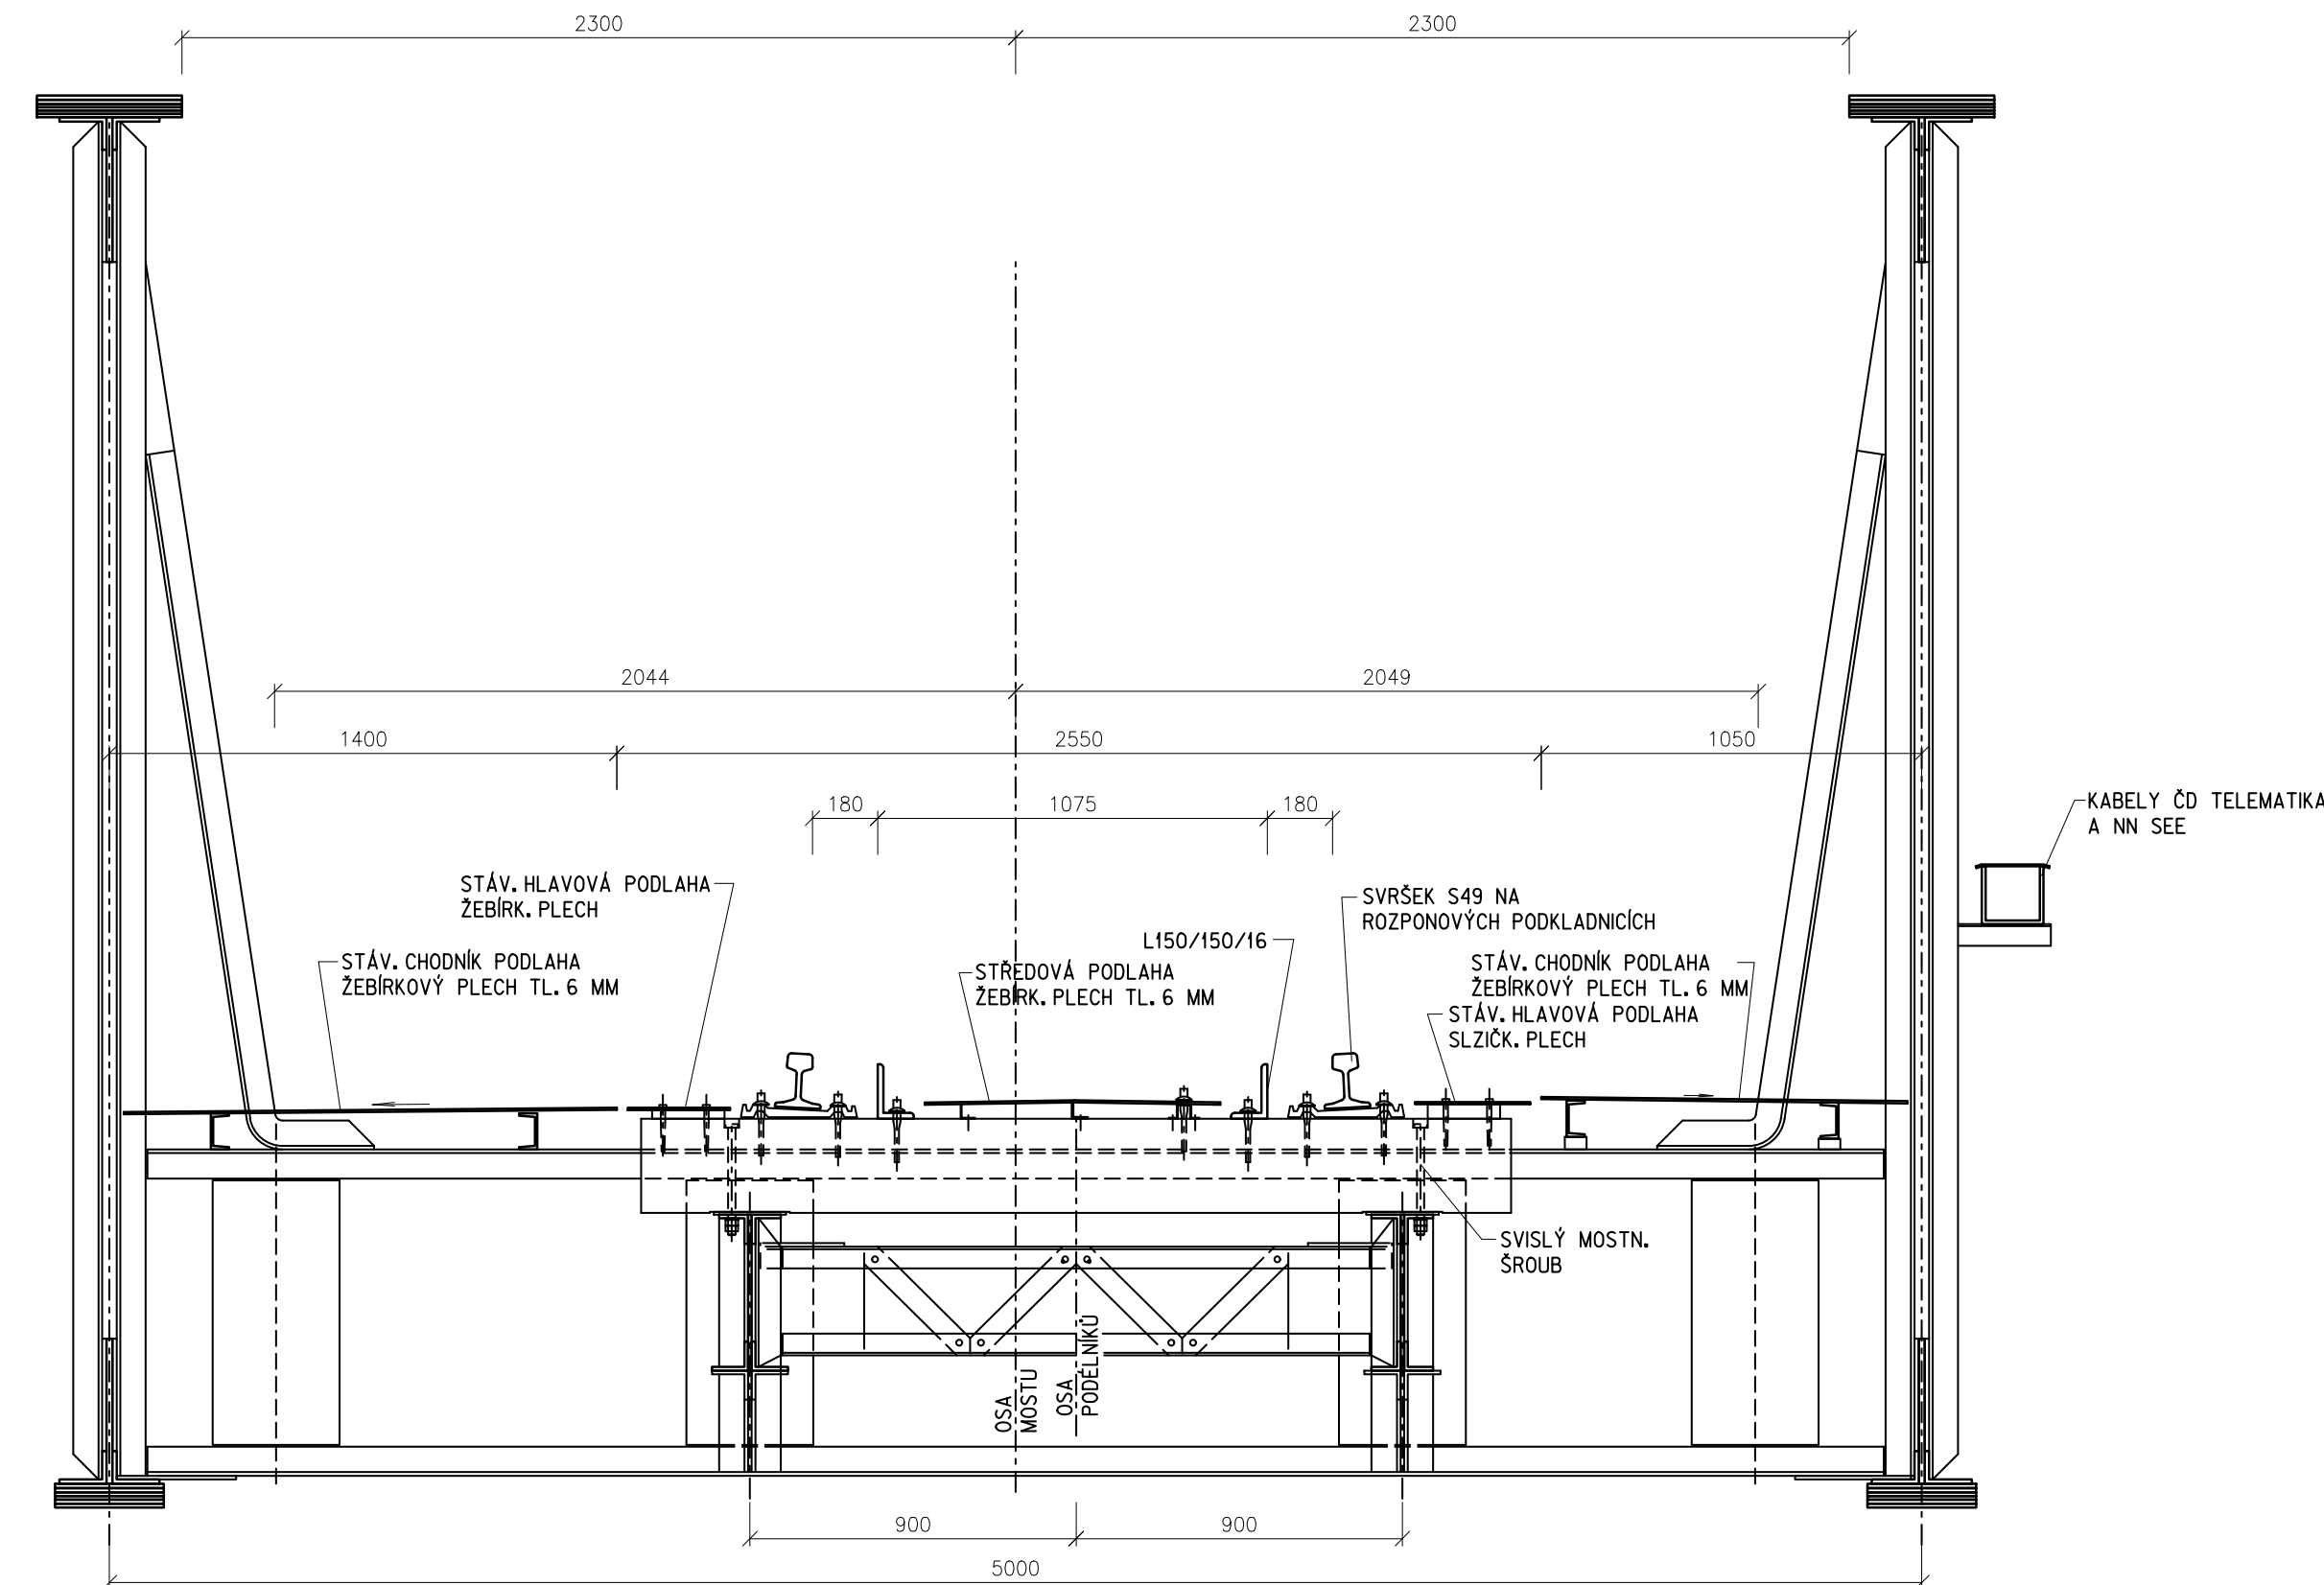 2300
2300
2044
2049
1400
2550
1050
180
1075
180
KABELY ČD TELEMATIKA
A NN SEE
STÁV. HLAVOVÁ PODLAHA
ŽEBÍRK. PLECH
SVRŠEK S49 NA
ROZPONOVÝCH PODKLADNICÍCH
L150/150/16
STÁV. CHODNÍK PODLAHA
ŽEBÍRKOVÝ PLECH TL. 6 MM
STŘEDOVÁ PODLAHA
ŽEBÍRK. PLECH TL. 6 MM
STÁV. CHODNÍK PODLAHA
ŽEBÍRKOVÝ PLECH TL. 6 MM
STÁV. HLAVOVÁ PODLAHA
SLZIČK. PLECH
SVISLÝ MOSTN.
ŠROUB
OSA
MOSTU
OSA
PODÉLNÍKŮ
900
900
5000